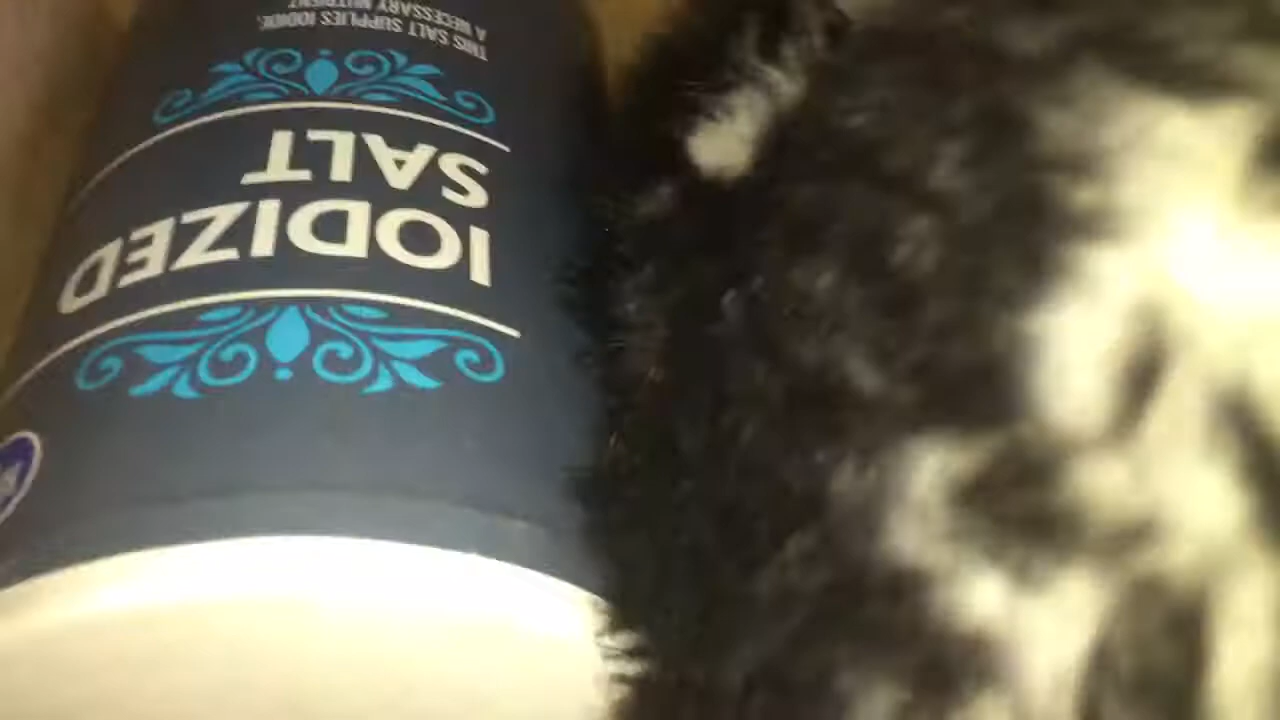 IODIZED
SALT
THIS SALT SUPPLIES IODIDE,
A NECESSARY NUTRIENT